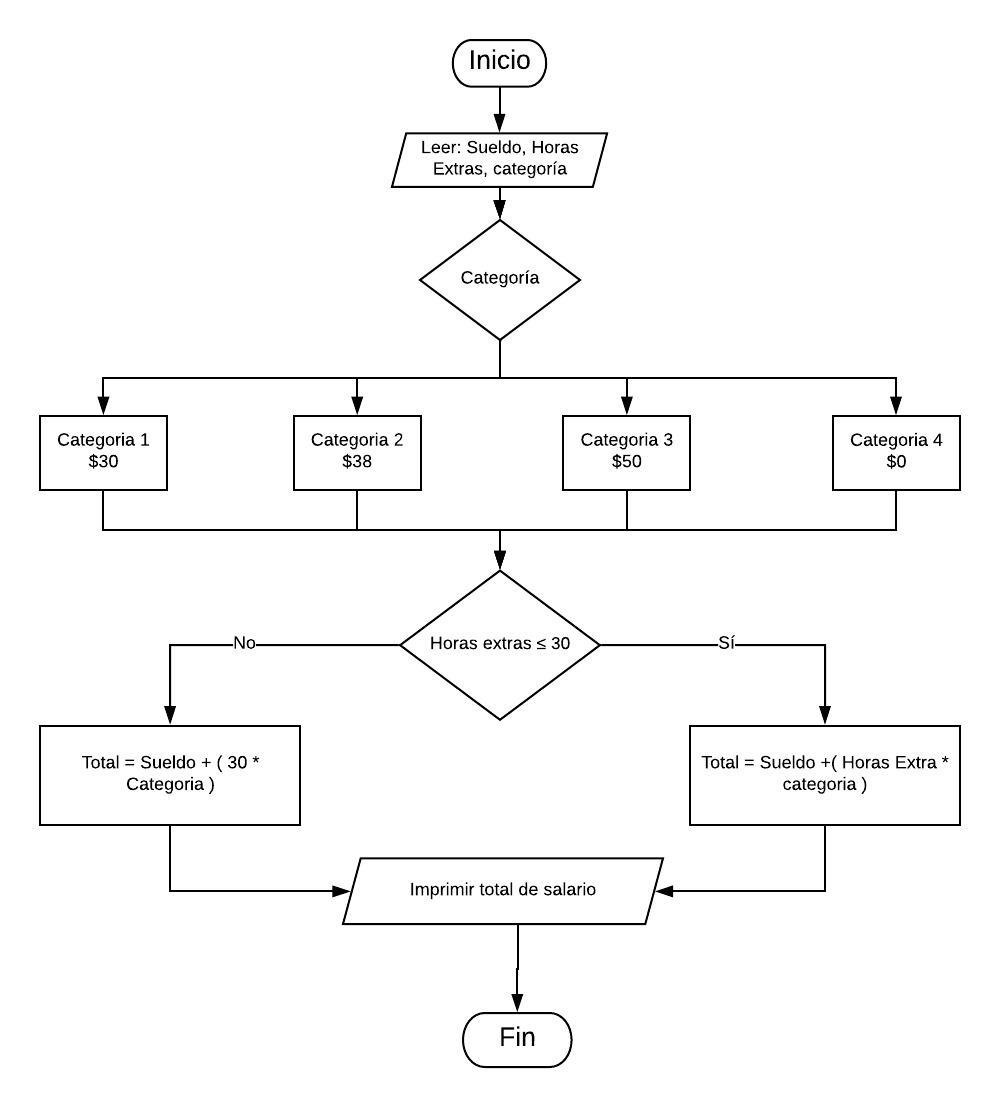 Inicio
Leer: Sueldo, Horas
Extras, categoría
Categoría
Categoria 1
$30
Categoria 2
$38
Categoria 3
$50
Categoria 4
$0
Horas extras ≤ 30
No
Sí
Total = Sueldo + ( 30 *
Categoria )
Total = Sueldo +( Horas Extra *
categoria )
Imprimir total de salario
Fin